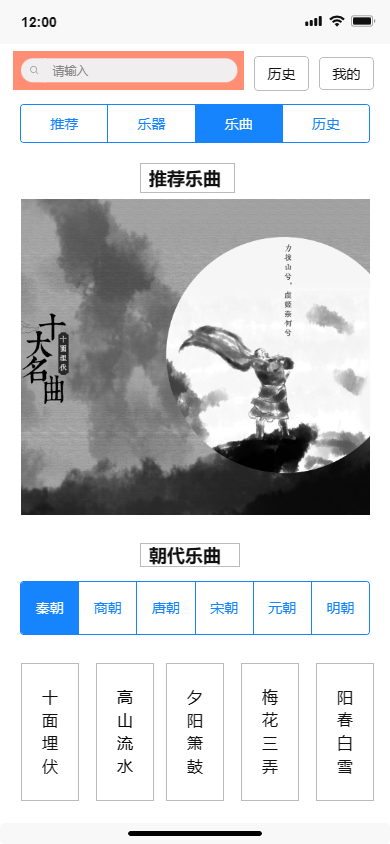 12:00
请输入
历史
我的
推荐
乐器
乐曲
历史
推荐乐曲
力拔山兮，虞姬奈何兮
十大名曲
十面埋伏
朝代乐曲
秦朝
商朝
唐朝
宋朝
元朝
明朝
十面埋伏
高山流水
夕阳箫鼓
梅花三弄
阳春白雪